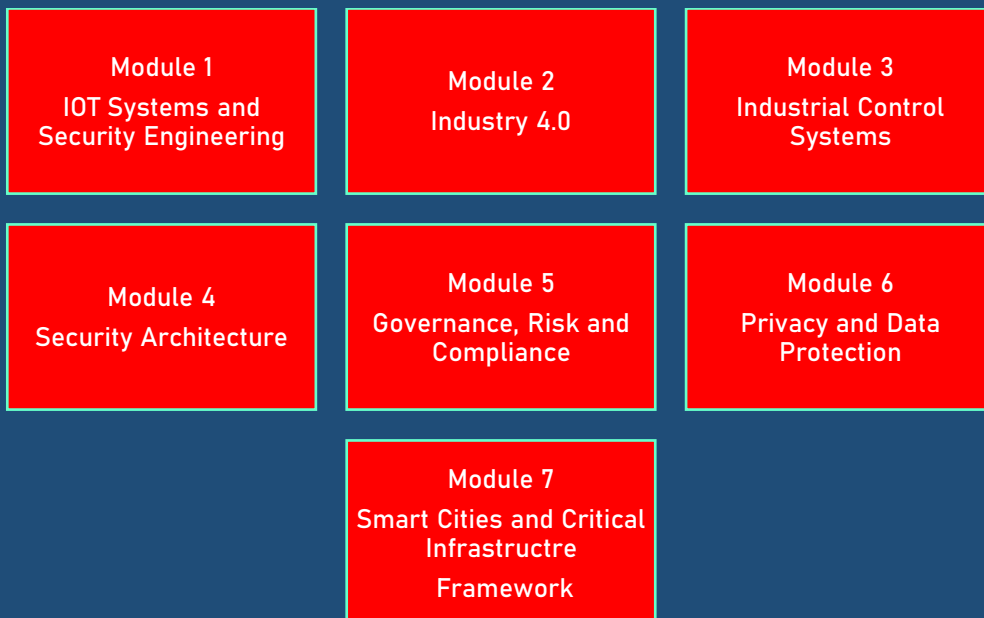 Module 1
IOT Systems and
Security Engineering
Module 2
Industry 4.0
Module 3
Industrial Control
Systems
Module 4
Security Architecture
Module 5
Governance, Risk and
Compliance
Module 6
Privacy and Data
Protection
Module 7
Smart Cities and Critical
Infrastructre
Framework